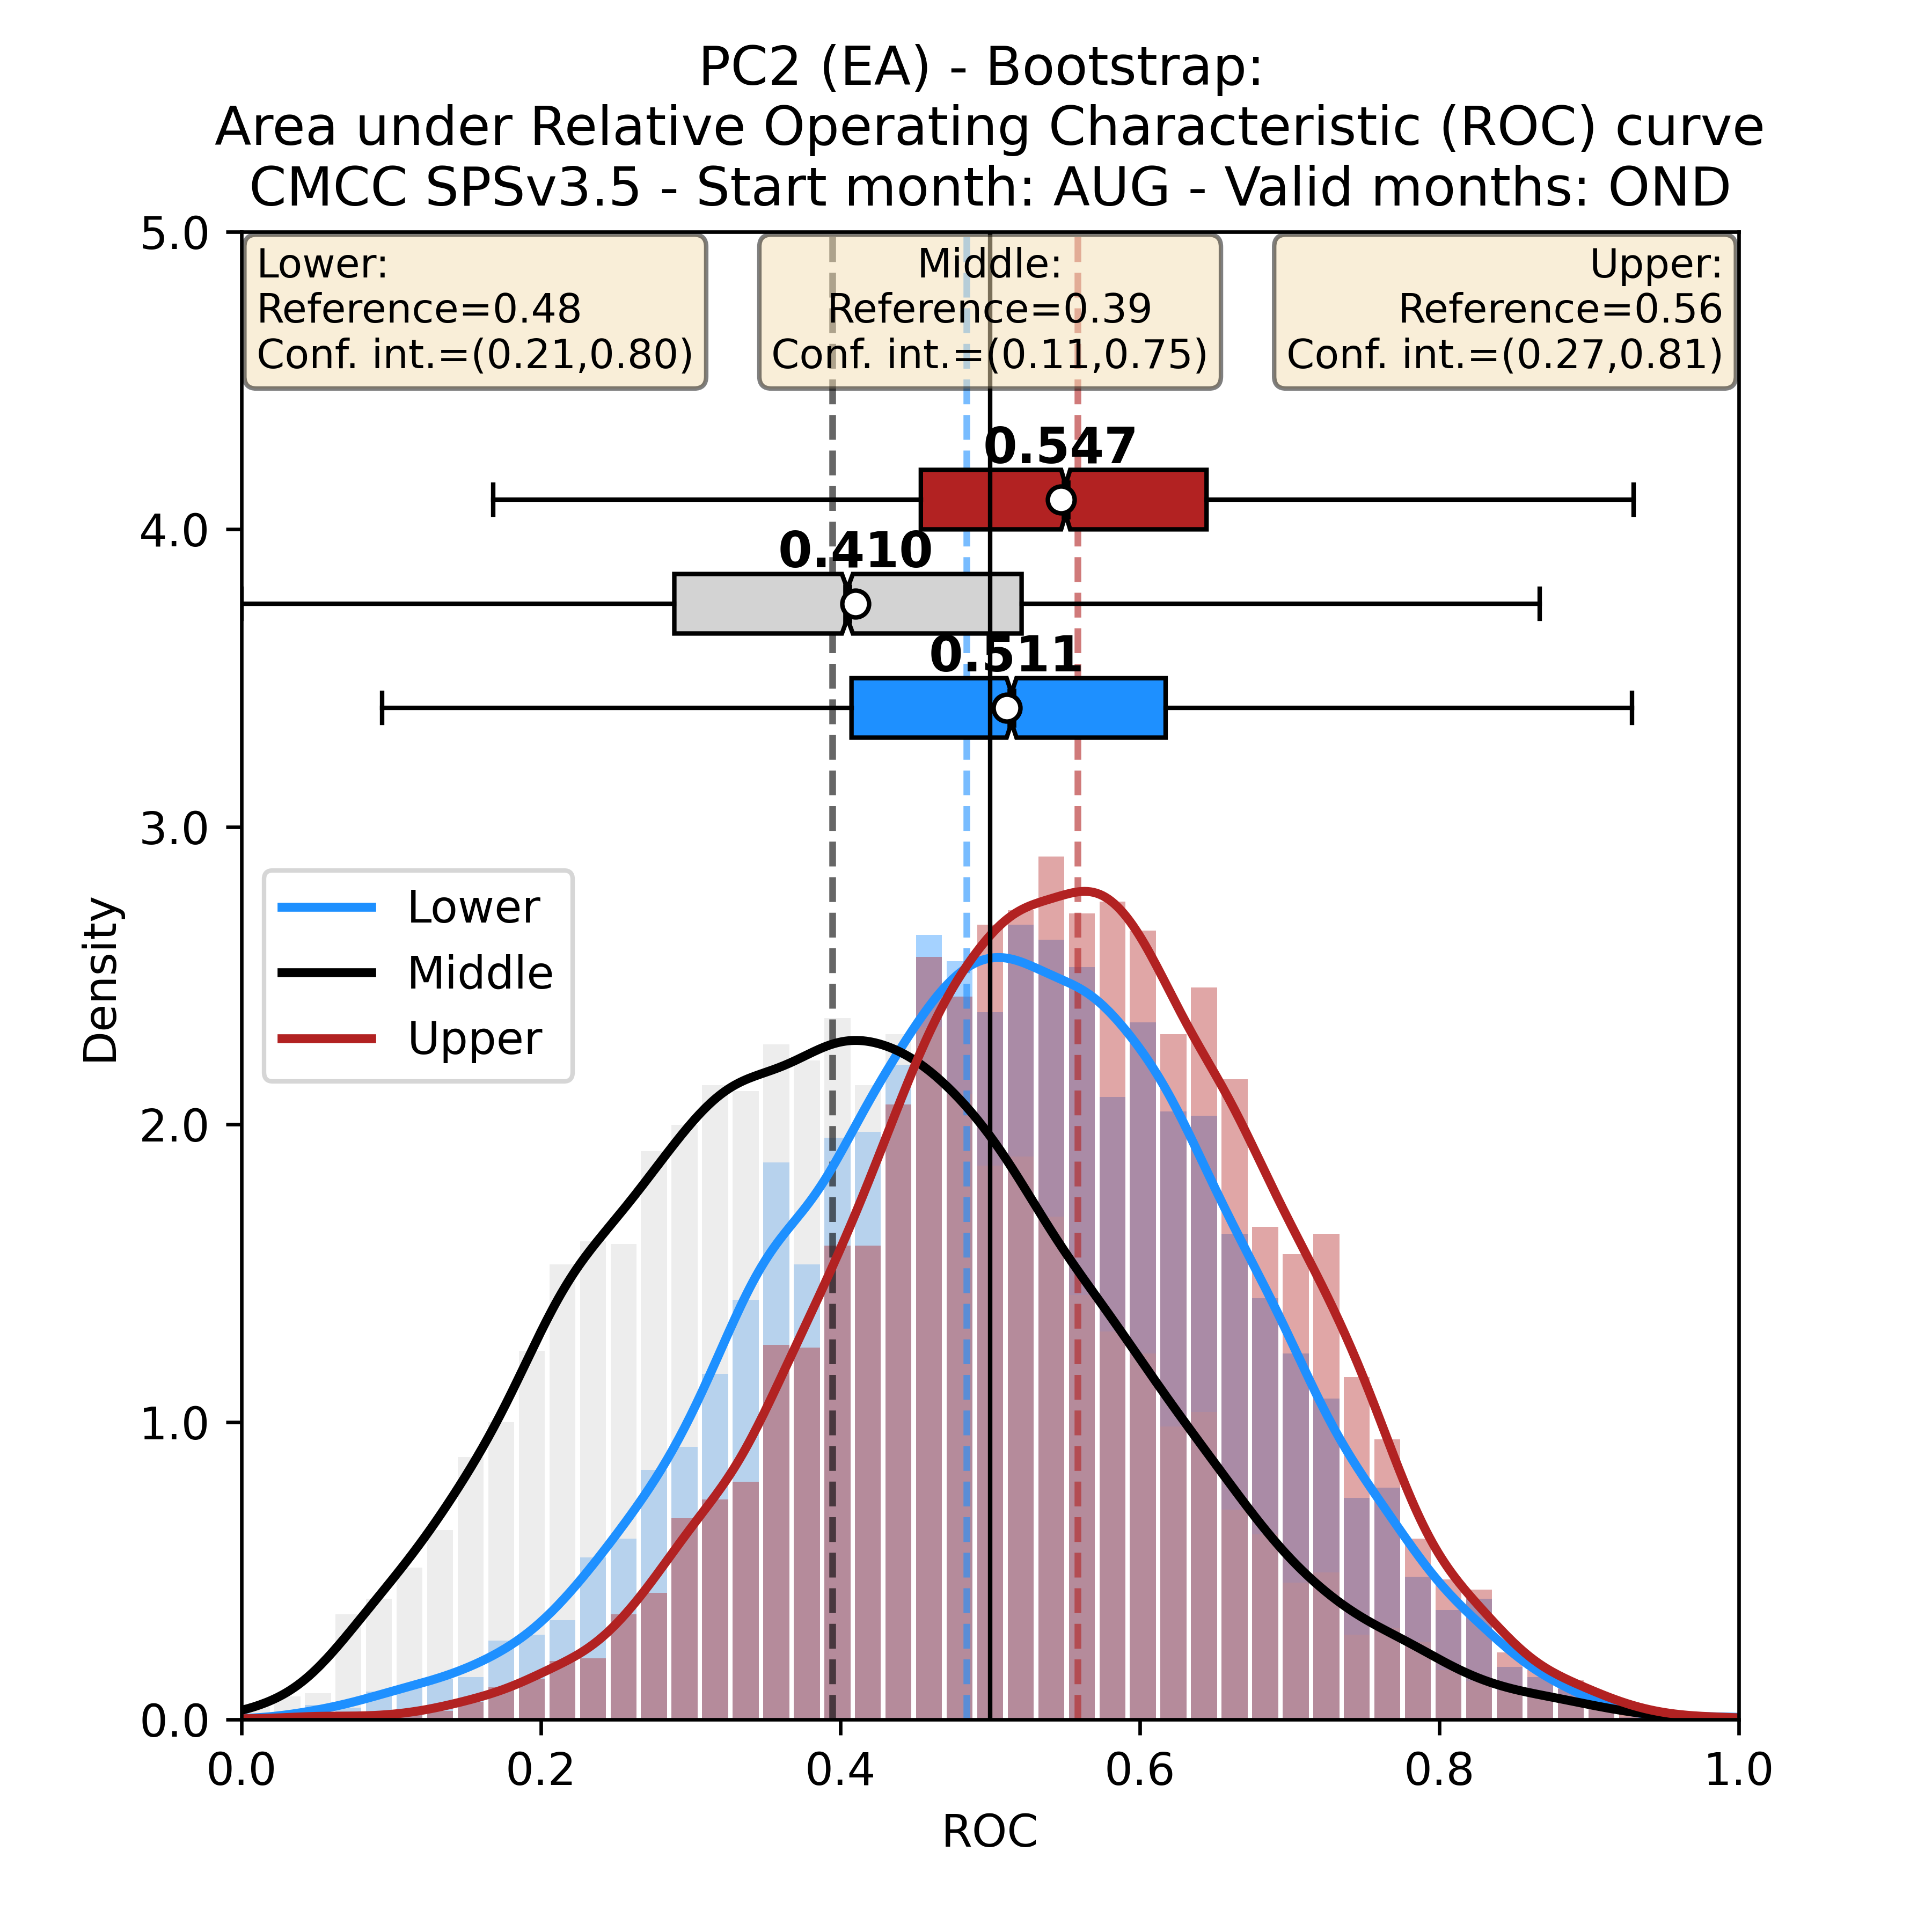 PC2 (EA) - Bootstrap:
Area under Relative Operating Characteristic (ROC) curve
CMCC SPSv3.5 - Start month: AUG - Valid months: OND
Lower:
Reference=0.48
Conf. int.=(0.21,0.80)
Middle:
Reference=0.39
Conf. int.=(0.11,0.75)
Upper:
Reference=0.56
Conf. int.=(0.27,0.81)
0.547
0.410
0.511
Lower
Middle
Upper
Density
5.0
4.0
3.0
2.0
1.0
0.0
0.0 0.2 0.4 0.6 0.8 1.0
ROC